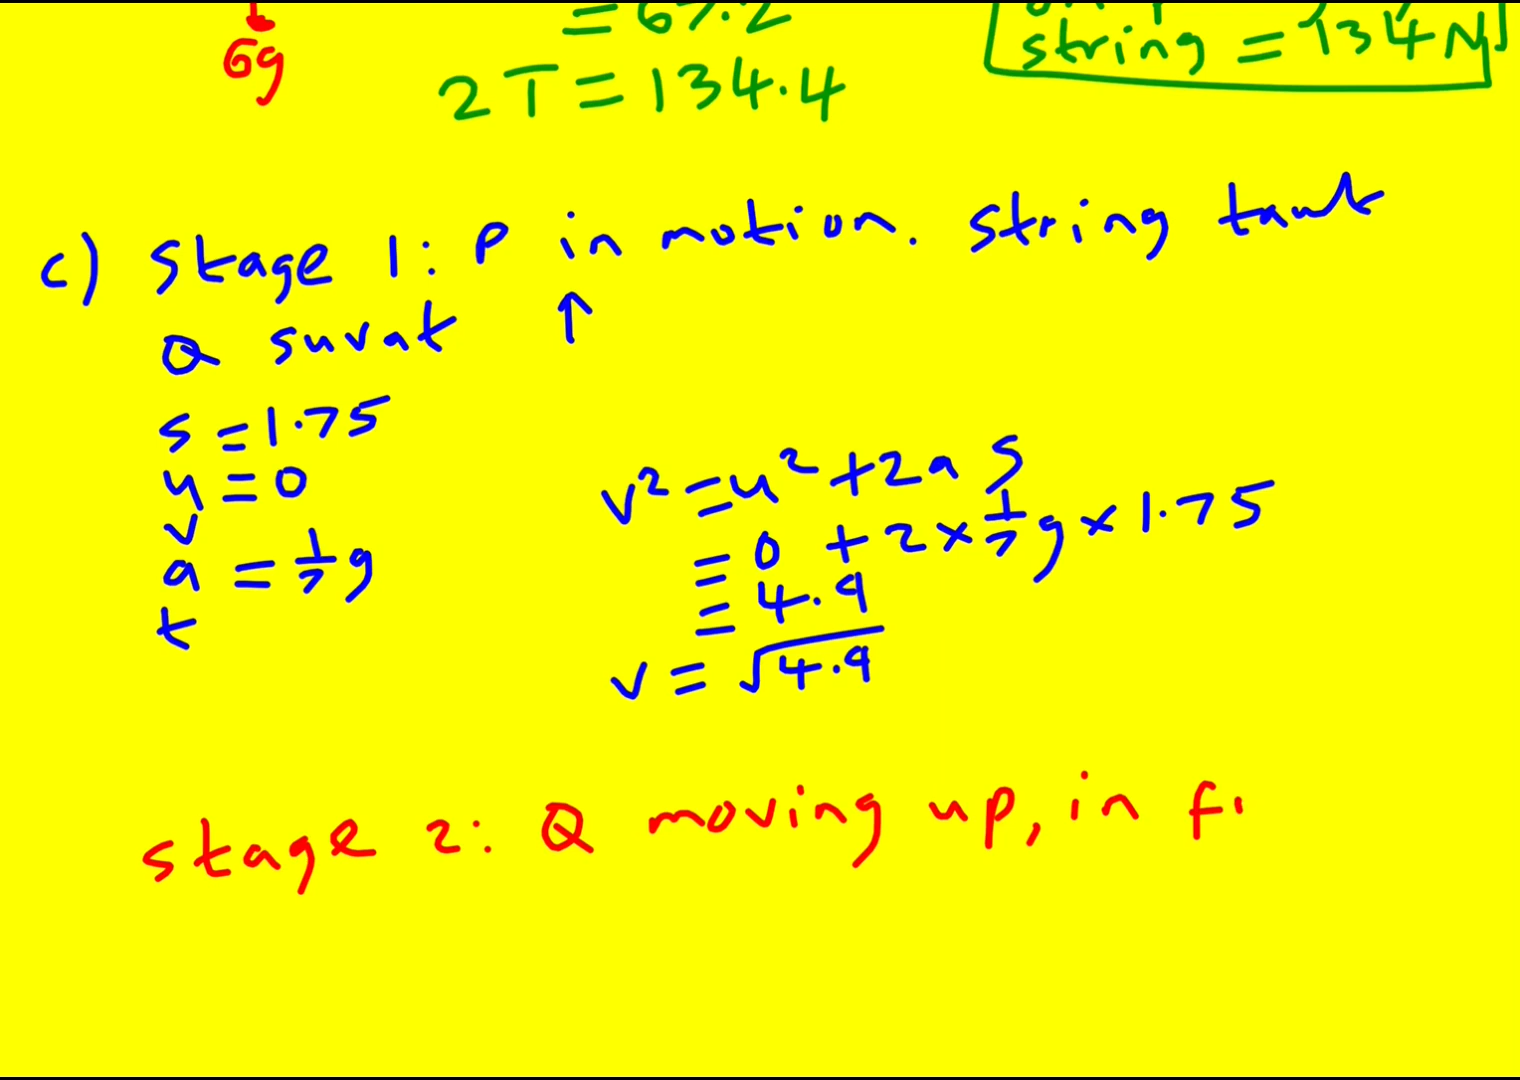 6g
= 67.2
string = 134 N
2T = 134.4
c) stage 1: P in motion. string taut
Q suvat ↑
s = 1.75
u = 0
v
a = 1/7 g
t
v² = u² + 2as
= 0 + 2 × 1/7 g × 1.75
= 4.9
v = √4.9
stage 2: Q moving up, in f